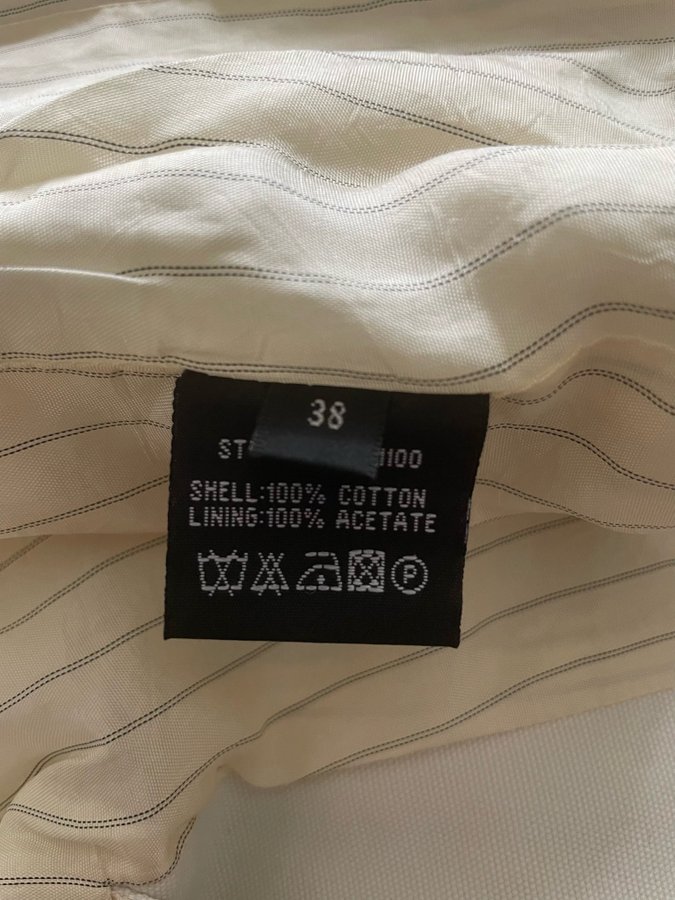 38
SHELL:100% COTTON
LINING:100% ACETATE
P